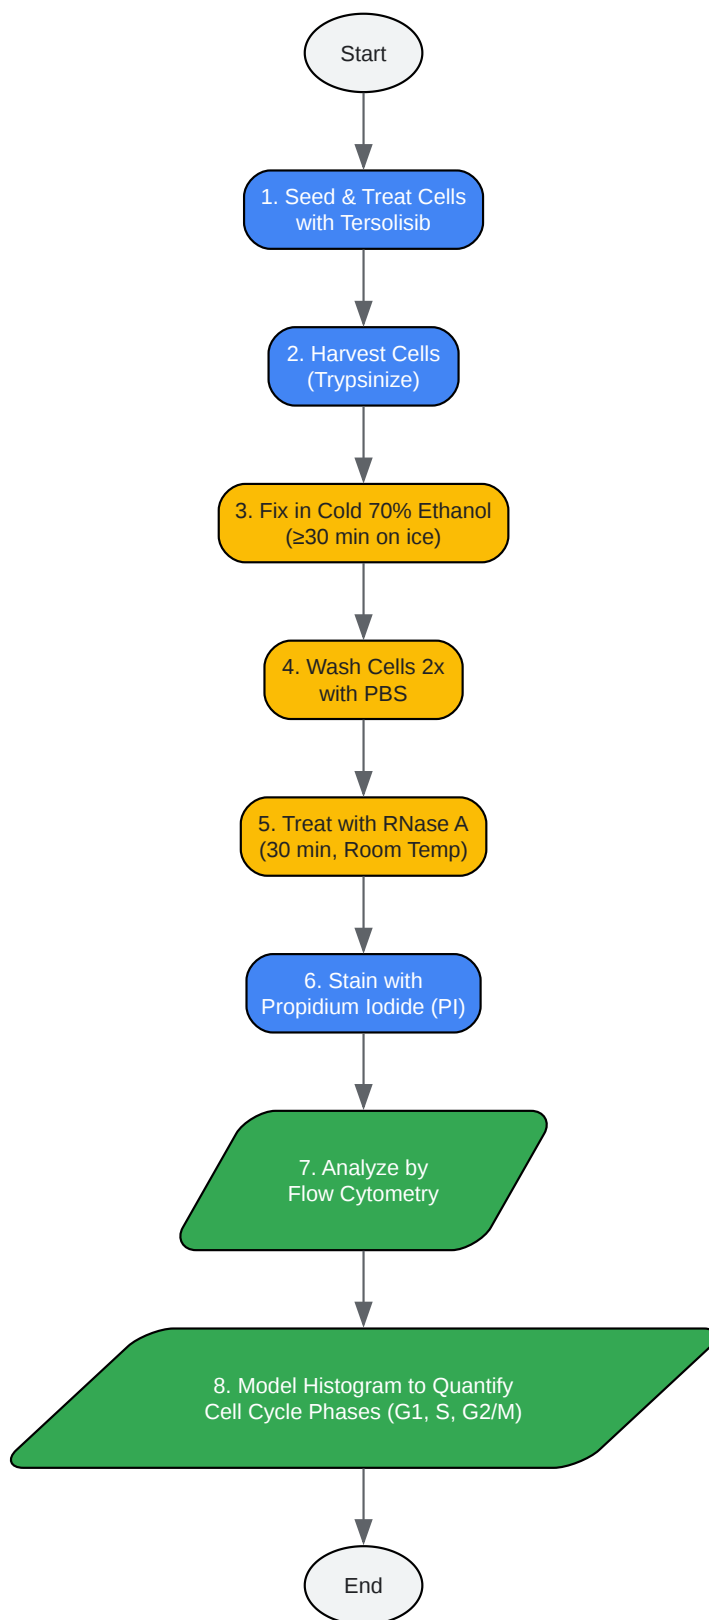 Start
1. Seed & Treat Cells
with Tersolisib
2. Harvest Cells
(Trypsinize)
3. Fix in Cold 70% Ethanol
(≥30 min on ice)
4. Wash Cells 2x
with PBS
5. Treat with RNase A
(30 min, Room Temp)
6. Stain with
Propidium Iodide (PI)
7. Analyze by
Flow Cytometry
8. Model Histogram to Quantify
Cell Cycle Phases (G1, S, G2/M)
End